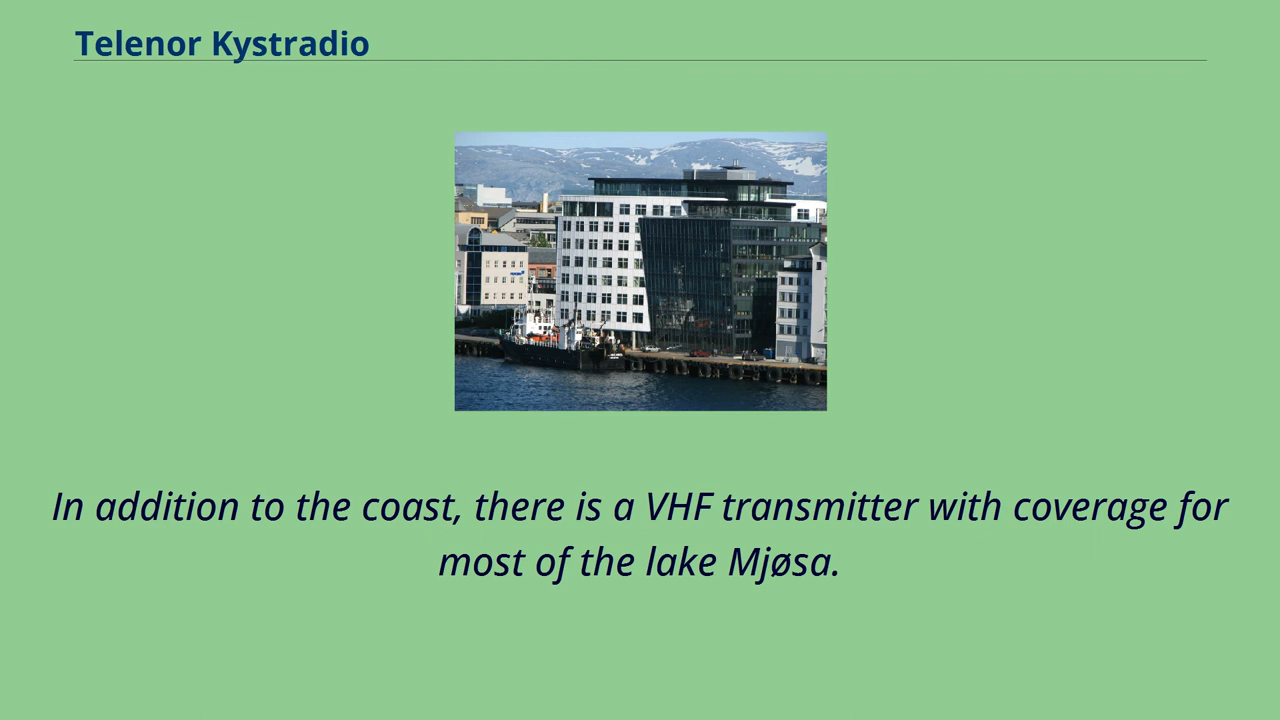 Telenor Kystradio
In addition to the coast, there is a VHF transmitter with coverage for
most of the lake Mjøsa.